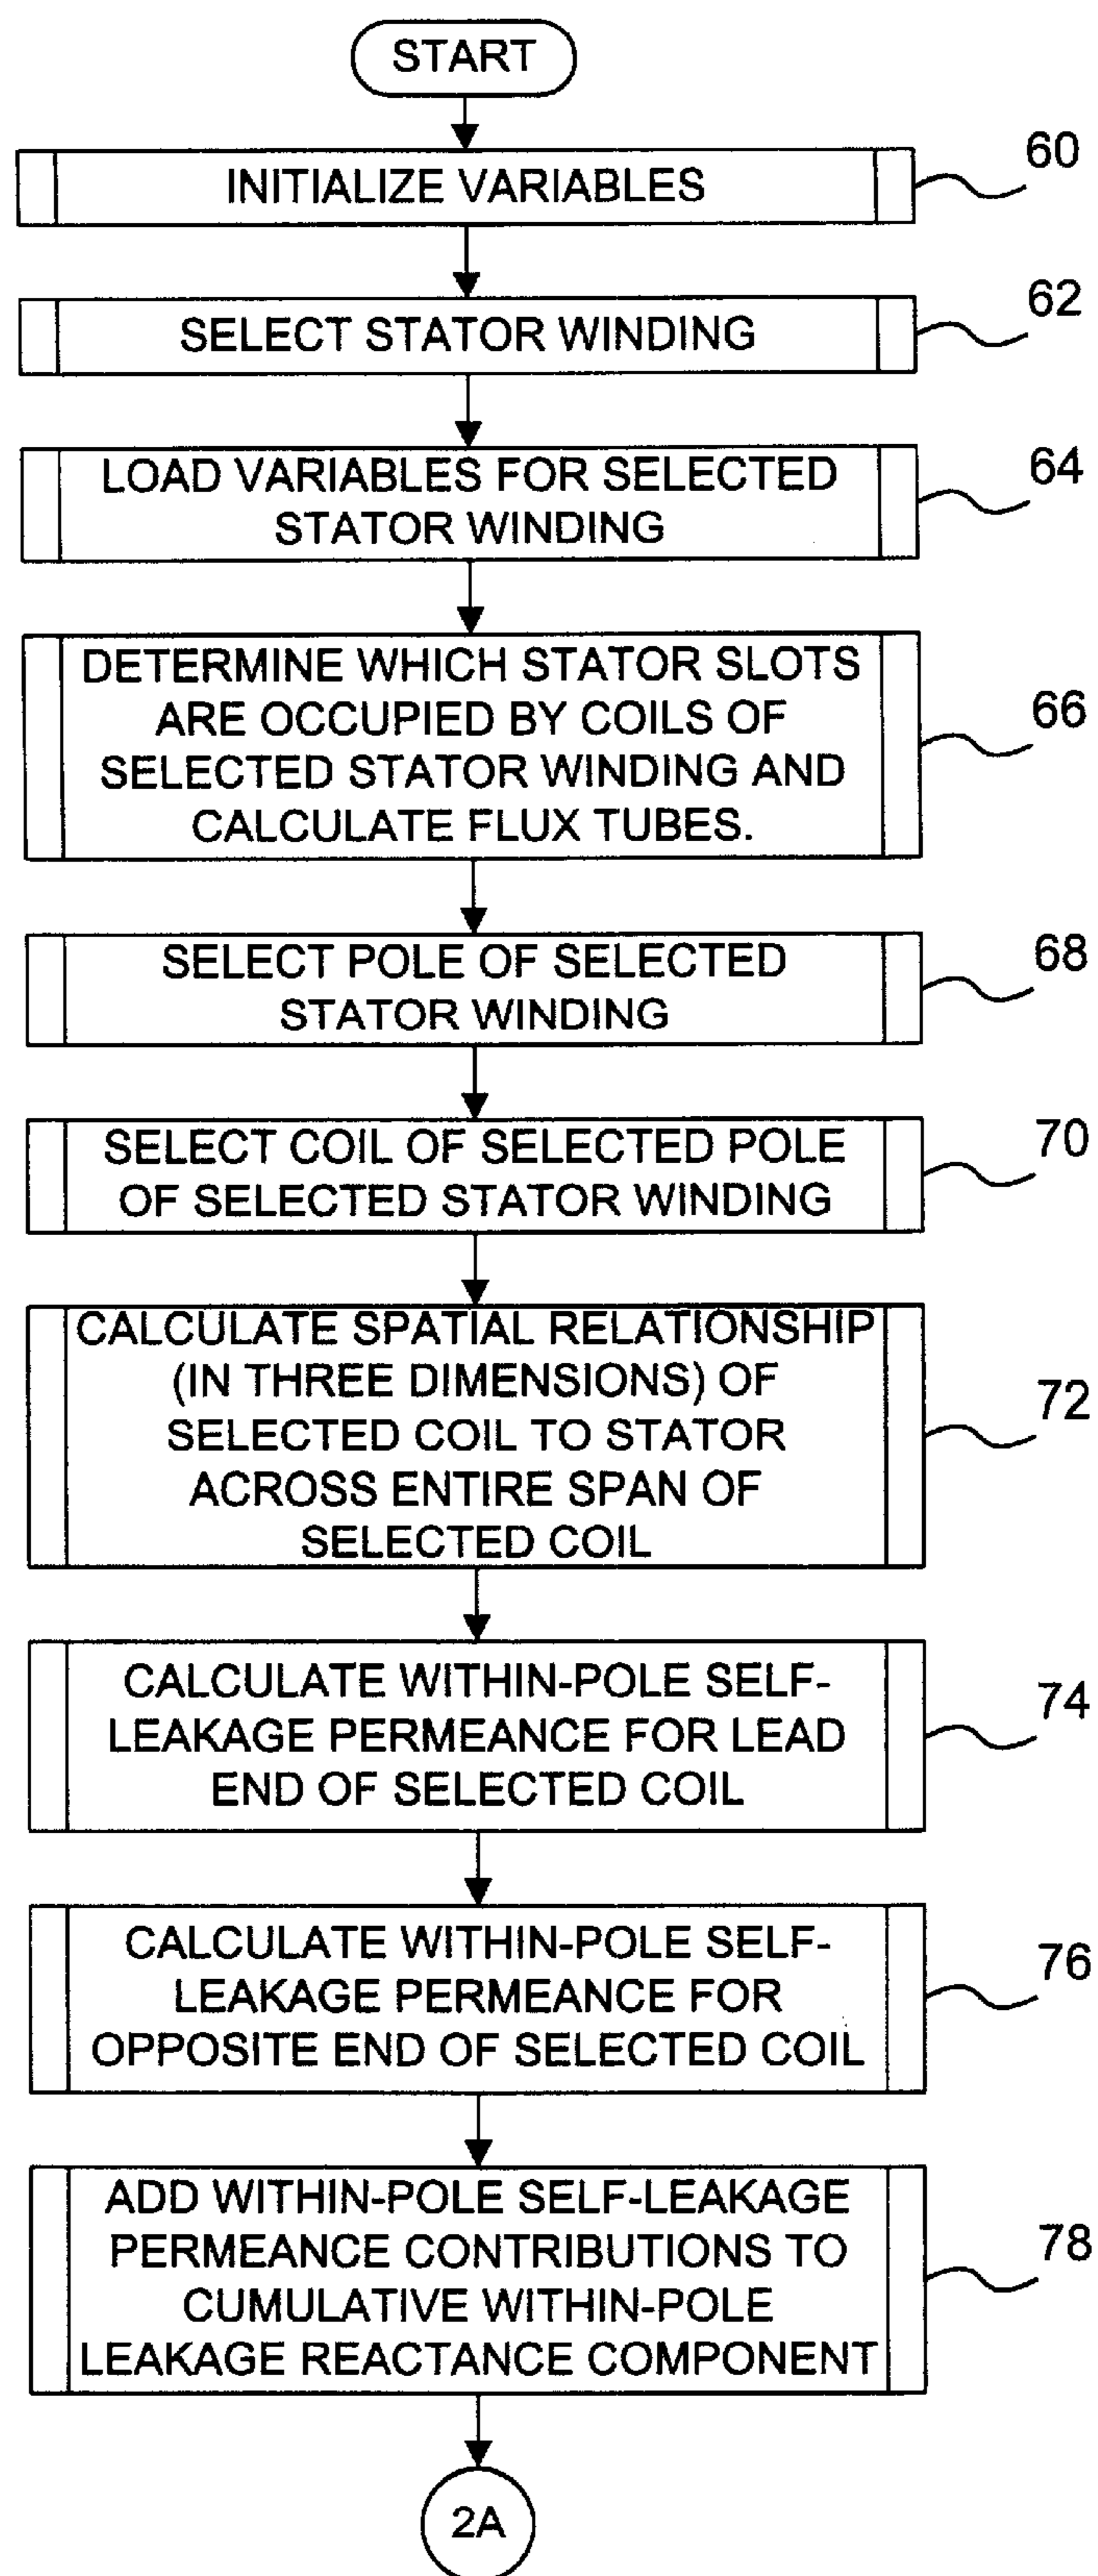 START
INITIALIZE VARIABLES
60
SELECT STATOR WINDING
62
LOAD VARIABLES FOR SELECTED
STATOR WINDING
64
DETERMINE WHICH STATOR SLOTS
ARE OCCUPIED BY COILS OF
SELECTED STATOR WINDING AND
CALCULATE FLUX TUBES.
66
SELECT POLE OF SELECTED
STATOR WINDING
68
SELECT COIL OF SELECTED POLE
OF SELECTED STATOR WINDING
70
CALCULATE SPATIAL RELATIONSHIP
(IN THREE DIMENSIONS) OF
SELECTED COIL TO STATOR
ACROSS ENTIRE SPAN OF
SELECTED COIL
72
CALCULATE WITHIN-POLE SELF-
LEAKAGE PERMEANCE FOR LEAD
END OF SELECTED COIL
74
CALCULATE WITHIN-POLE SELF-
LEAKAGE PERMEANCE FOR
OPPOSITE END OF SELECTED COIL
76
ADD WITHIN-POLE SELF-LEAKAGE
PERMEANCE CONTRIBUTIONS TO
CUMULATIVE WITHIN-POLE
LEAKAGE REACTANCE COMPONENT
78
2A